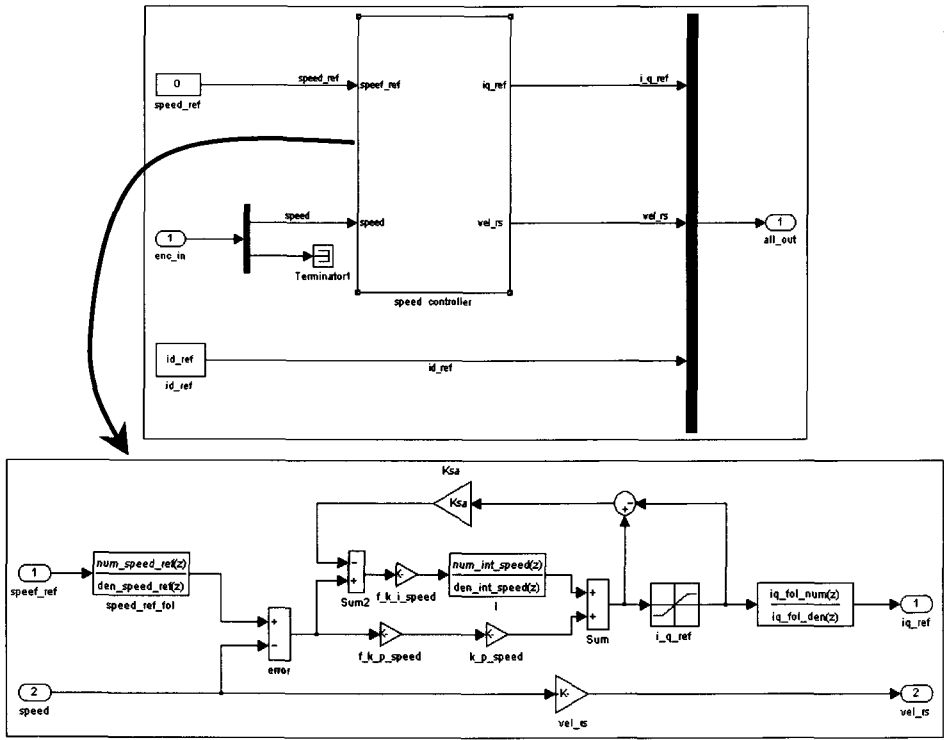 0
speed_ref
speed_ref
speef_ref
iq_ref
i_q_ref
1
enc_in
speed
speed
Terminator1
vel_rs
vel_rs
1
all_out
speed controller
id_ref
id_ref
id_ref
Ksa
Ksa
1
speef_ref
num_speed_ref(z)
den_speed_ref(z)
speed_ref_fol
+
−
error
−
+
Sum2
K-
f_k_i_speed
num_int_speed(z)
den_int_speed(z)
I
K-
f_k_p_speed
K-
k_p_speed
+
+
Sum
−
+
i_q_ref
iq_fol_num(z)
iq_fol_den(z)
1
iq_ref
2
speed
K-
vel_rs
2
vel_rs